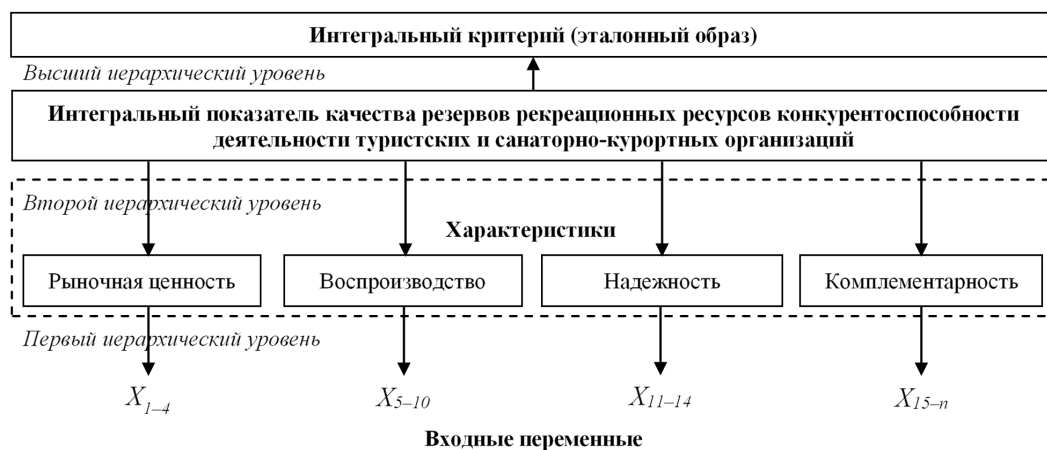 Интегральный критерий (эталонный образ)
Высший иерархический уровень
Интегральный показатель качества резервов рекреационных ресурсов конкурентоспособности
деятельности туристских и санаторно-курортных организаций
Второй иерархический уровень
Характеристики
Рыночная ценность
Воспроизводство
Надежность
Комплементарность
Первый иерархический уровень
X1–4
X5–10
X11–14
X15–n
Входные переменные